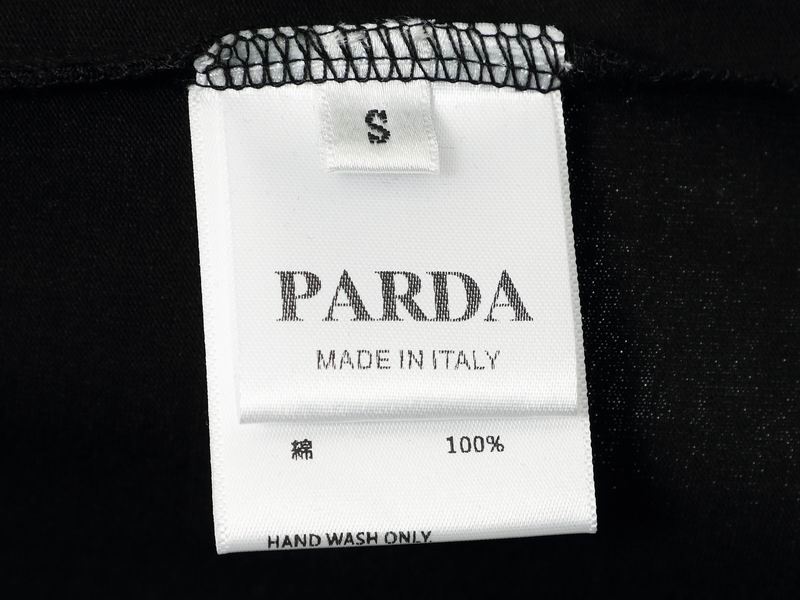 S
PARDA
MADE IN ITALY
綿 100%
HAND WASH ONLY